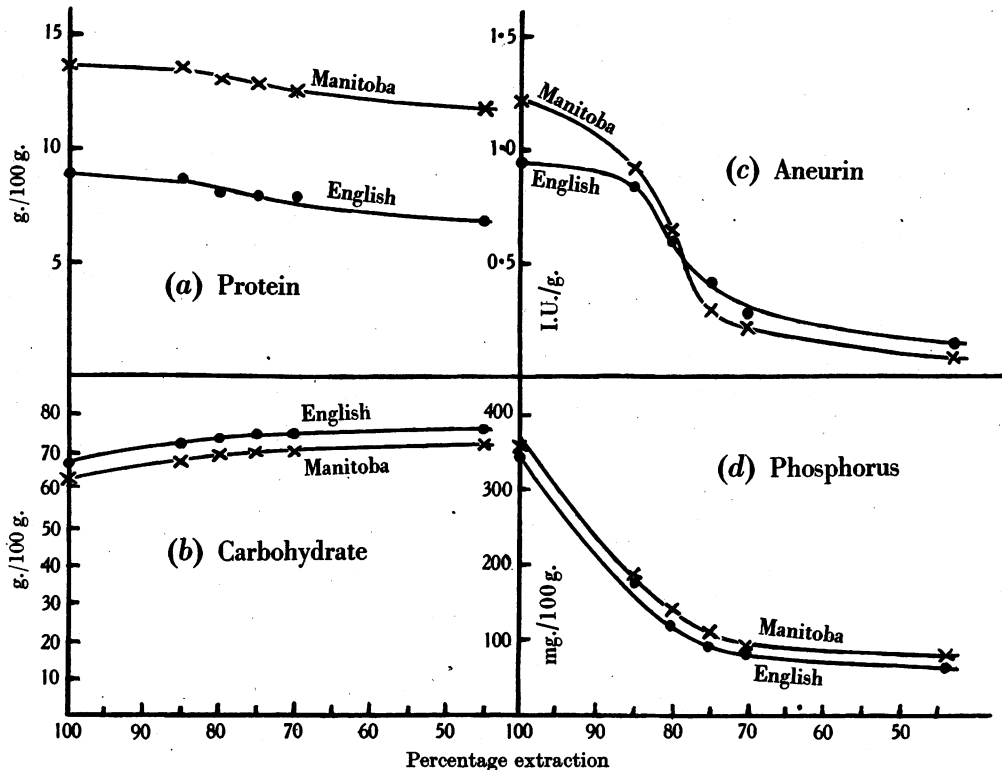 15
10
5
g./100 g.
Manitoba
English
(a) Protein
1·5
1·0
0·5
I.U./g.
Manitoba
English
(c) Aneurin
80
70
60
50
40
30
20
10
g./100 g.
English
Manitoba
(b) Carbohydrate
400
300
200
100
mg./100 g.
(d) Phosphorus
Manitoba
English
100 90 80 70 60 50 100 90 80 70 60 50
Percentage extraction